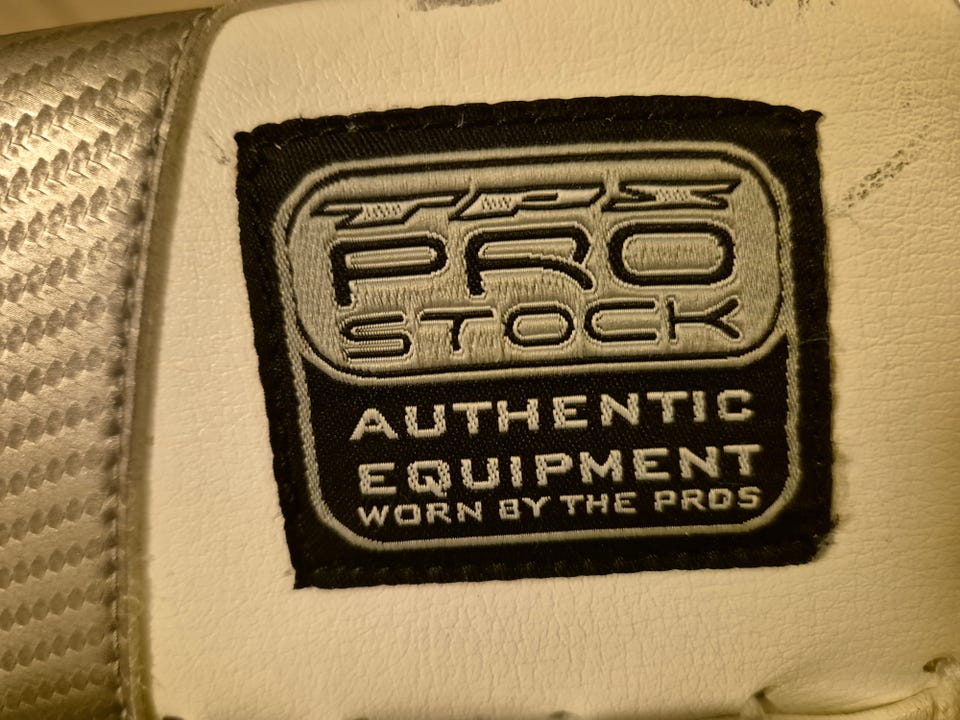 TPS
PRO
STOCK
AUTHENTIC
EQUIPMENT
WORN BY THE PROS